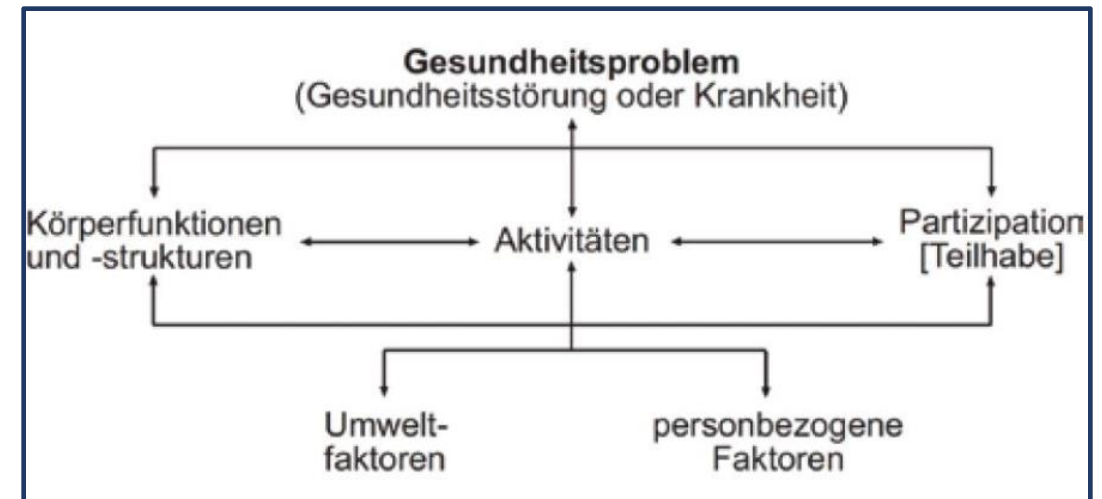 Gesundheitsproblem
(Gesundheitsstörung oder Krankheit)
Körperfunktionen
und -strukturen
Aktivitäten
Partizipation
[Teilhabe]
Umwelt-
faktoren
personbezogene
Faktoren